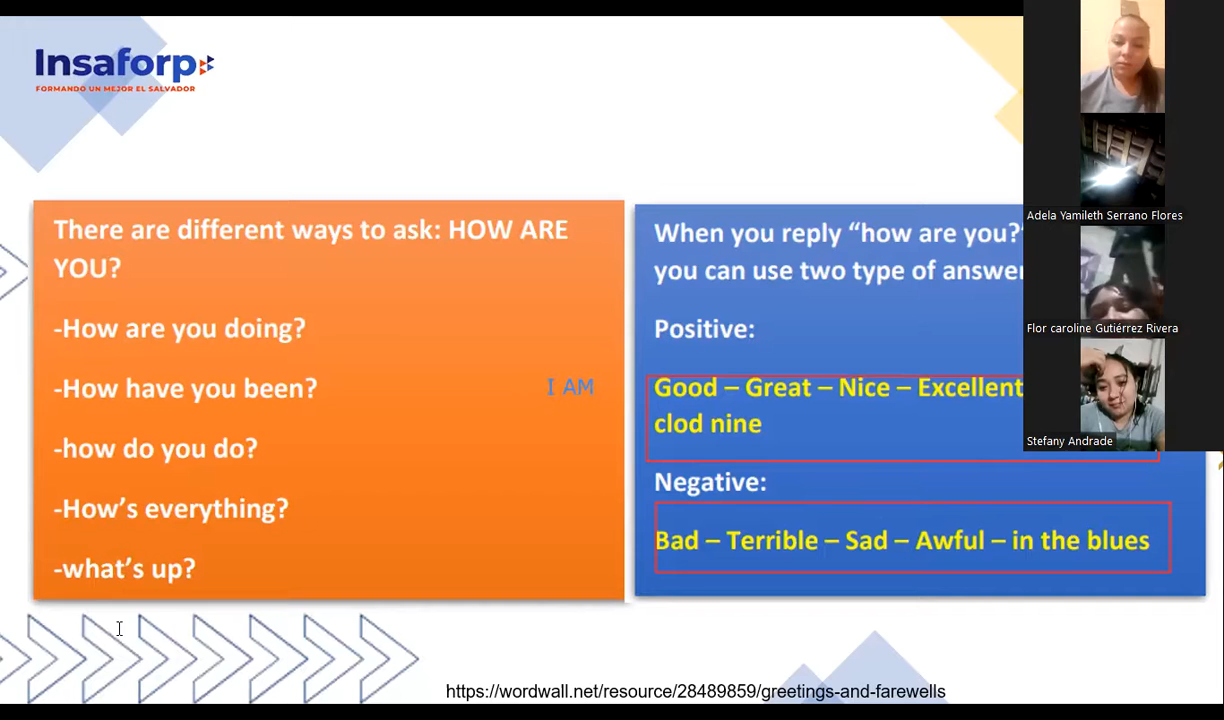 Insaforp
FORMANDO UN MEJOR EL SALVADOR
There are different ways to ask: HOW ARE
YOU?
-How are you doing?
-How have you been?
-how do you do?
-How's everything?
-what's up?
I AM
When you reply “how are you?”
you can use two type of answer
Positive:
Good – Great – Nice – Excellent
clod nine
Negative:
Bad – Terrible – Sad – Awful – in the blues
https://wordwall.net/resource/28489859/greetings-and-farewells
Adela Yamileth Serrano Flores
Flor caroline Gutiérrez Rivera
Stefany Andrade